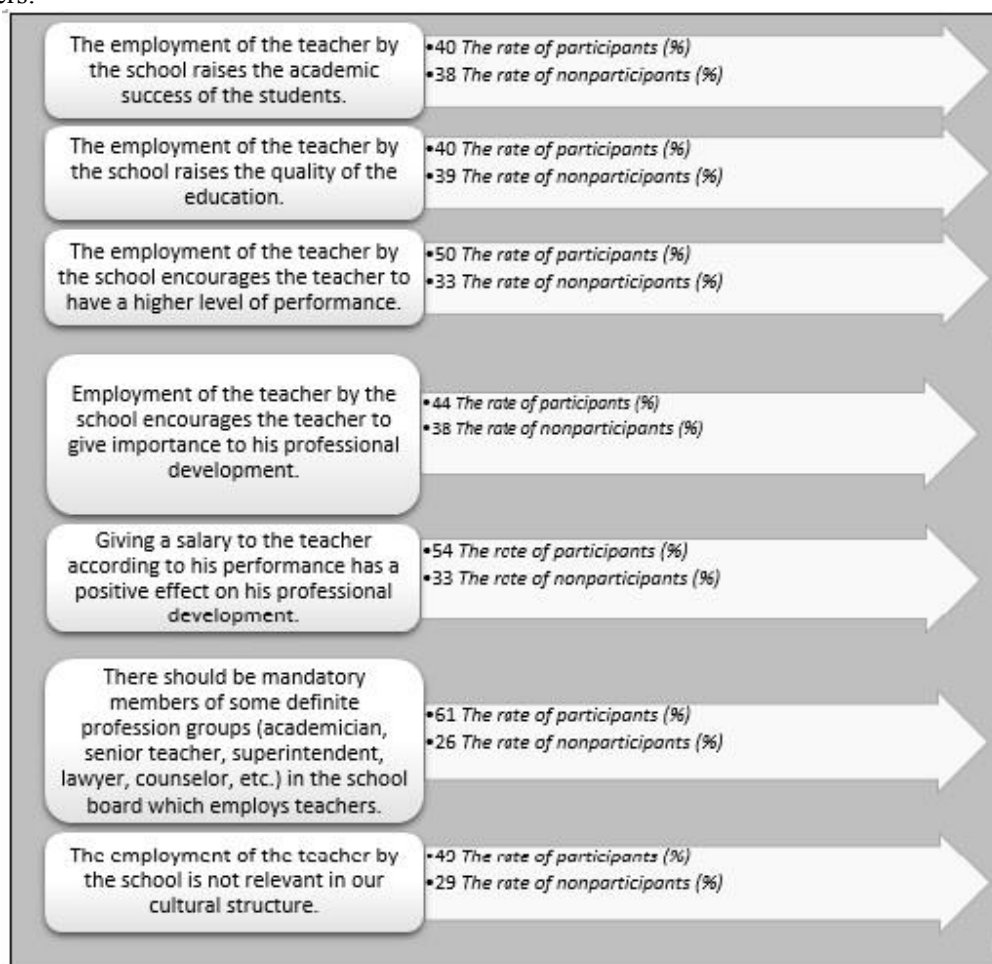 ers.
The employment of the teacher by
the school raises the academic
success of the students.
•40 The rate of participants (%)
•38 The rate of nonparticipants (%)
The employment of the teacher by
the school raises the quality of the
education.
•40 The rate of participants (%)
•39 The rate of nonparticipants (%)
The employment of the teacher by
the school encourages the teacher to
have a higher level of performance.
•50 The rate of participants (%)
•33 The rate of nonparticipants (%)
Employment of the teacher by the
school encourages the teacher to
give importance to his professional
development.
•44 The rate of participants (%)
•38 The rate of nonparticipants (%)
Giving a salary to the teacher
according to his performance has a
positive effect on his professional
development.
•54 The rate of participants (%)
•33 The rate of nonparticipants (%)
There should be mandatory
members of some definite
profession groups (academician,
senior teacher, superintendent,
lawyer, counselor, etc.) in the school
board which employs teachers.
•61 The rate of participants (%)
•26 The rate of nonparticipants (%)
The employment of the teacher by
the school is not relevant in our
cultural structure.
The rate of participants (%)
•29 The rate of nonparticipants (%)